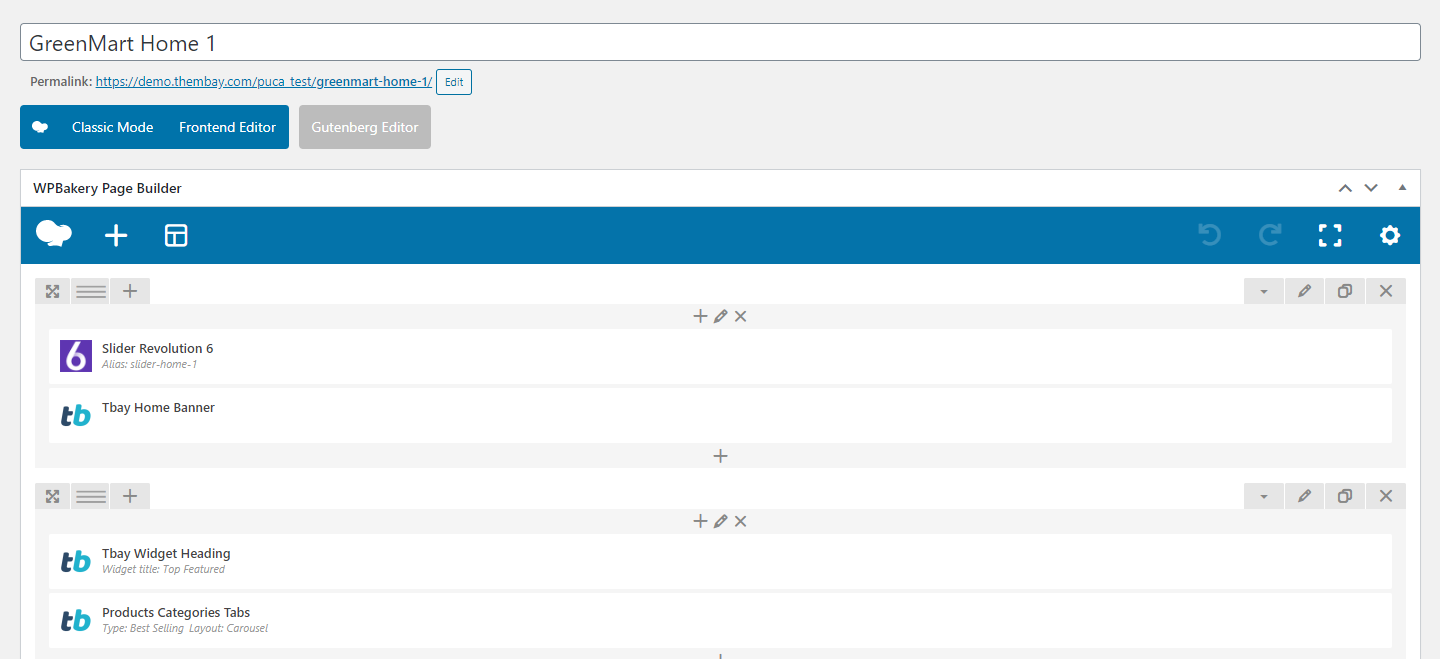 GreenMart Home 1
Permalink: https://demo.thembay.com/puca_test/greenmart-home-1/ Edit
Classic Mode Frontend Editor Gutenberg Editor
WPBakery Page Builder
6 Slider Revolution 6
Alias: slider-home-1
tb Tbay Home Banner
tb Tbay Widget Heading
Widget title: Top Featured
tb Products Categories Tabs
Type: Best Selling Layout: Carousel